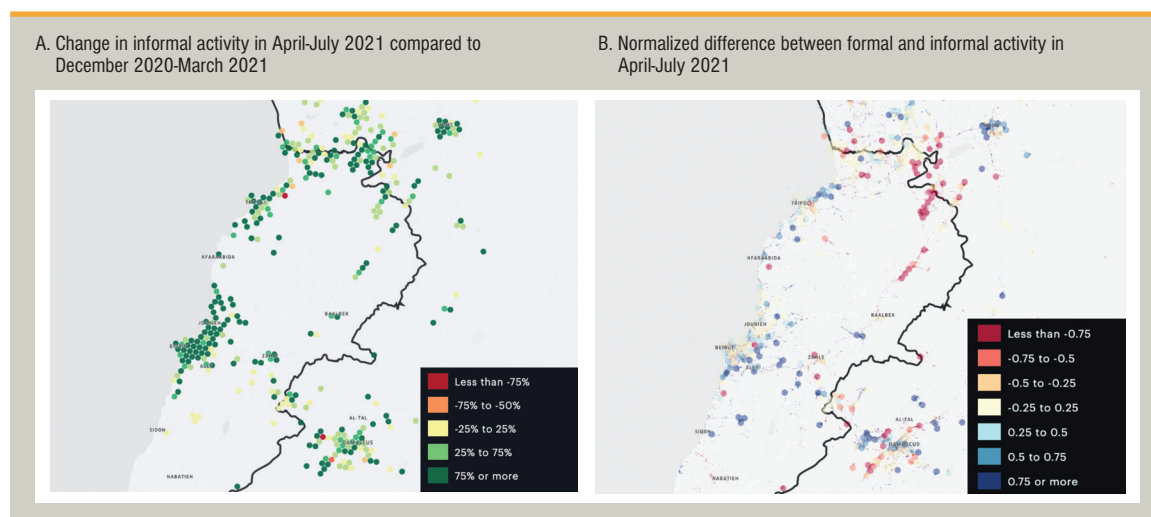 A. Change in informal activity in April-July 2021 compared to
December 2020-March 2021
B. Normalized difference between formal and informal activity in
April-July 2021
KFARAABIDA
JOUNIEH
BAALBEK
SIDON
AL-TAL
DAMASCUS
NABATIEH
Less than -75%
-75% to -50%
-25% to 25%
25% to 75%
75% or more
TRIPOLI
KFARAABIDA
JOUNIEH
BEIRUT
BAALBEK
ZAHLE
SIDON
AL-TAL
DAMASCUS
NABATIEH
Less than -0.75
-0.75 to -0.5
-0.5 to -0.25
-0.25 to 0.25
0.25 to 0.5
0.5 to 0.75
0.75 or more